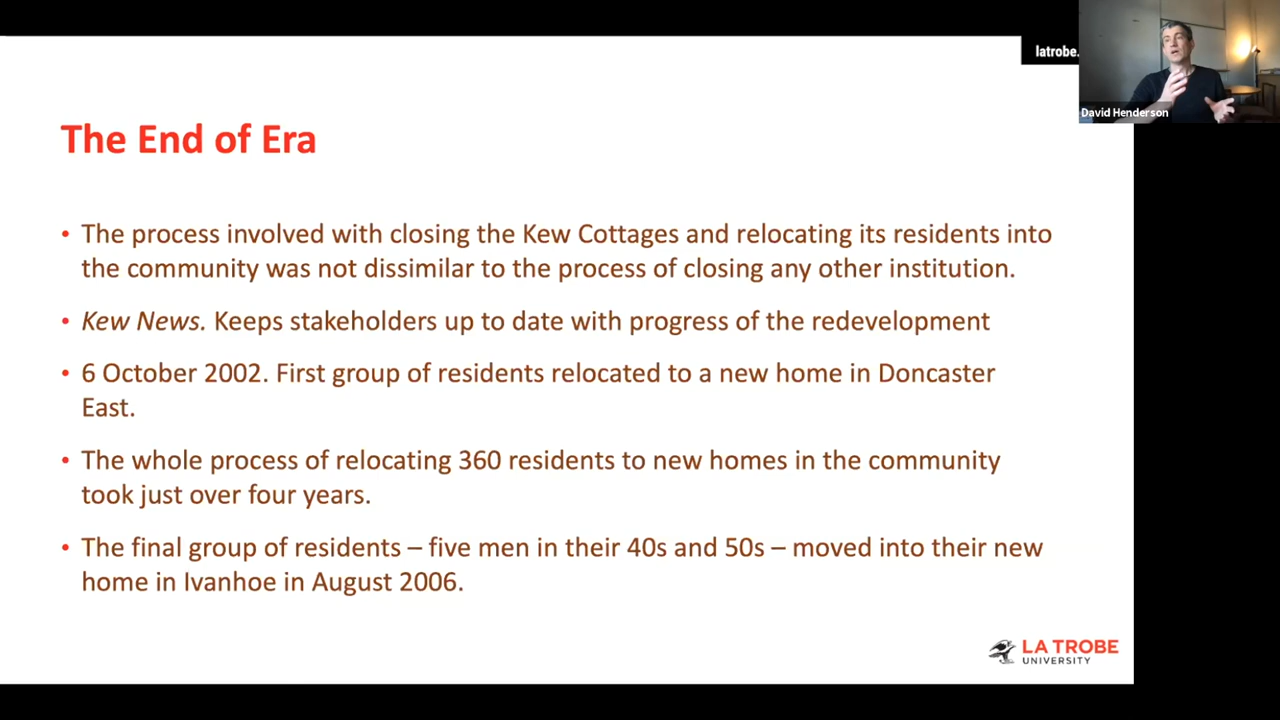 latrobe.
David Henderson
The End of Era
• The process involved with closing the Kew Cottages and relocating its residents into
the community was not dissimilar to the process of closing any other institution.
• Kew News. Keeps stakeholders up to date with progress of the redevelopment
• 6 October 2002. First group of residents relocated to a new home in Doncaster
East.
• The whole process of relocating 360 residents to new homes in the community
took just over four years.
• The final group of residents – five men in their 40s and 50s – moved into their new
home in Ivanhoe in August 2006.
LA TROBE
UNIVERSITY